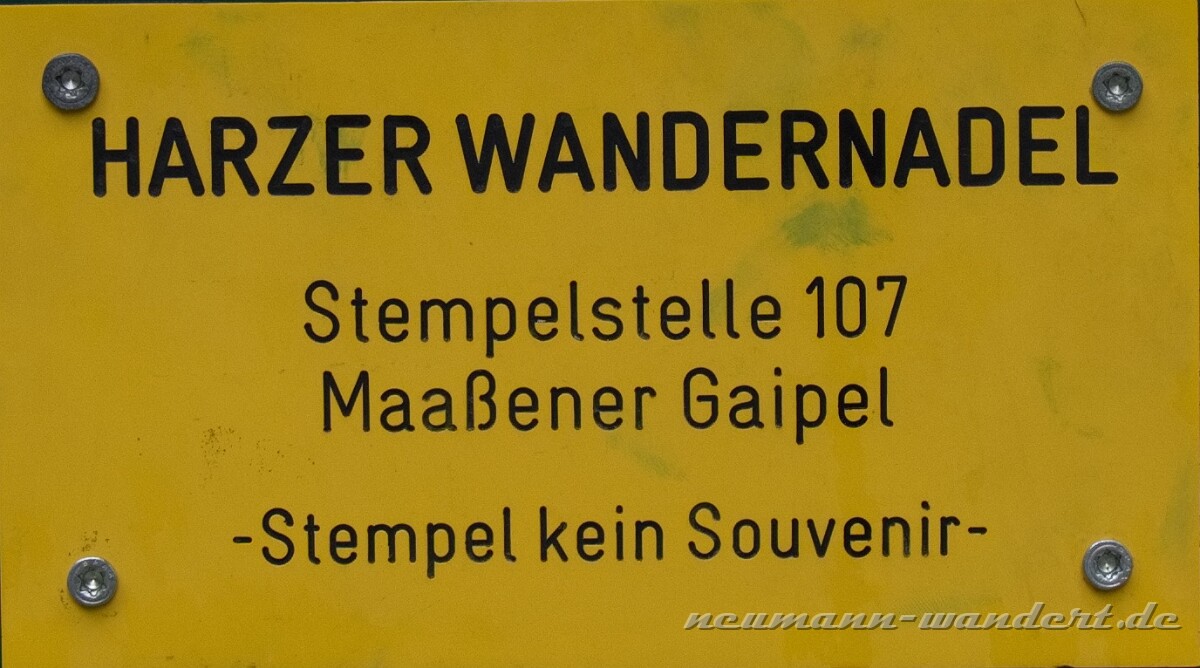 HARZER WANDERNADEL
Stempelstelle 107
Maaßener Gaipel
-Stempel kein Souvenir-
neumann-wandert.de